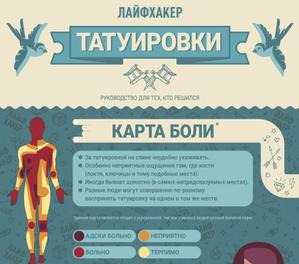 ЛАЙФХАКЕР
ТАТУИРОВКИ
РУКОВОДСТВО ДЛЯ ТЕХ, КТО РЕШИЛСЯ
КАРТА БОЛИ*
За татуировкой на спине неудобно ухаживать.
Особенно неприятные ощущения там, где кости
(локти, ключицы и тому подобные места).
Иногда бывает щекотно (в самых непредсказуемых местах).
Разные люди могут совершенно по разному
воспринимать татуировку на одном и том же месте.
АДСКИ БОЛЬНО
НЕПРИЯТНО
БОЛЬНО
ТЕРПИМО